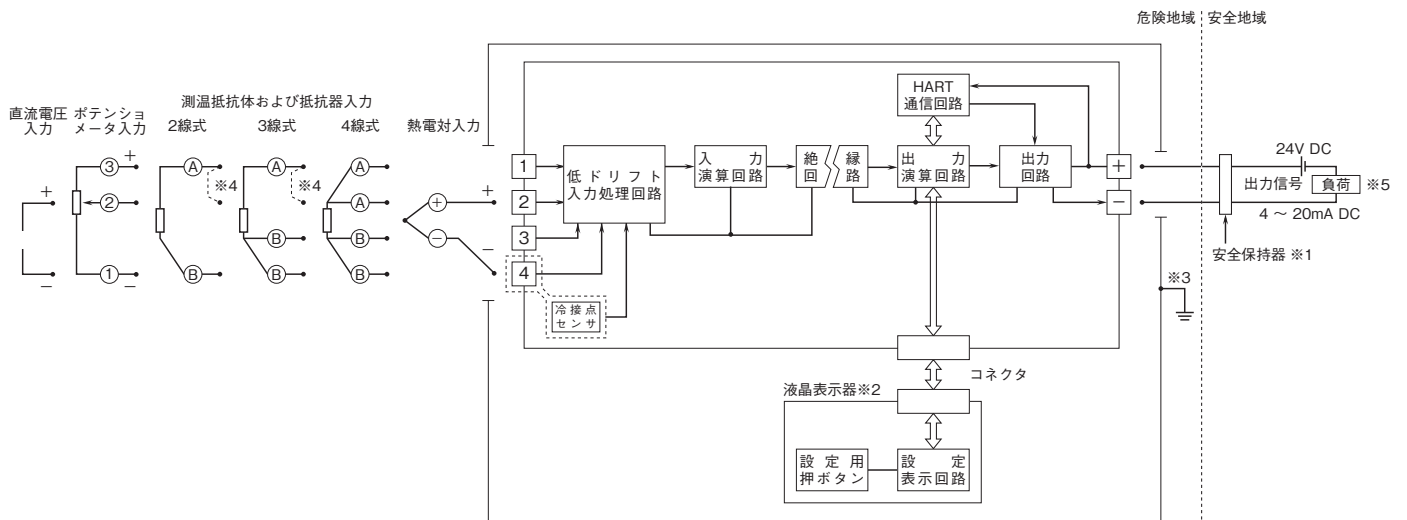 危険地域 安全地域
測温抵抗体および抵抗器入力
直流電圧
入力
ポテンショ
メータ入力
2線式
3線式
4線式
熱電対入力
+
−
3 +
2
1 −
A
※4
B
A
※4
B
B
A
A
B
B
+
−
+
−
1
2
3
4
低ドリフト
入力処理回路
冷接点
センサ
入力
演算回路
絶縁
回路
HART
通信回路
出力
演算回路
出力
回路
+
−
24V DC
出力信号
負荷 ※5
4 ~ 20mA DC
安全保持器 ※1
※3
コネクタ
液晶表示器※2
設定用
押ボタン
設定
表示回路